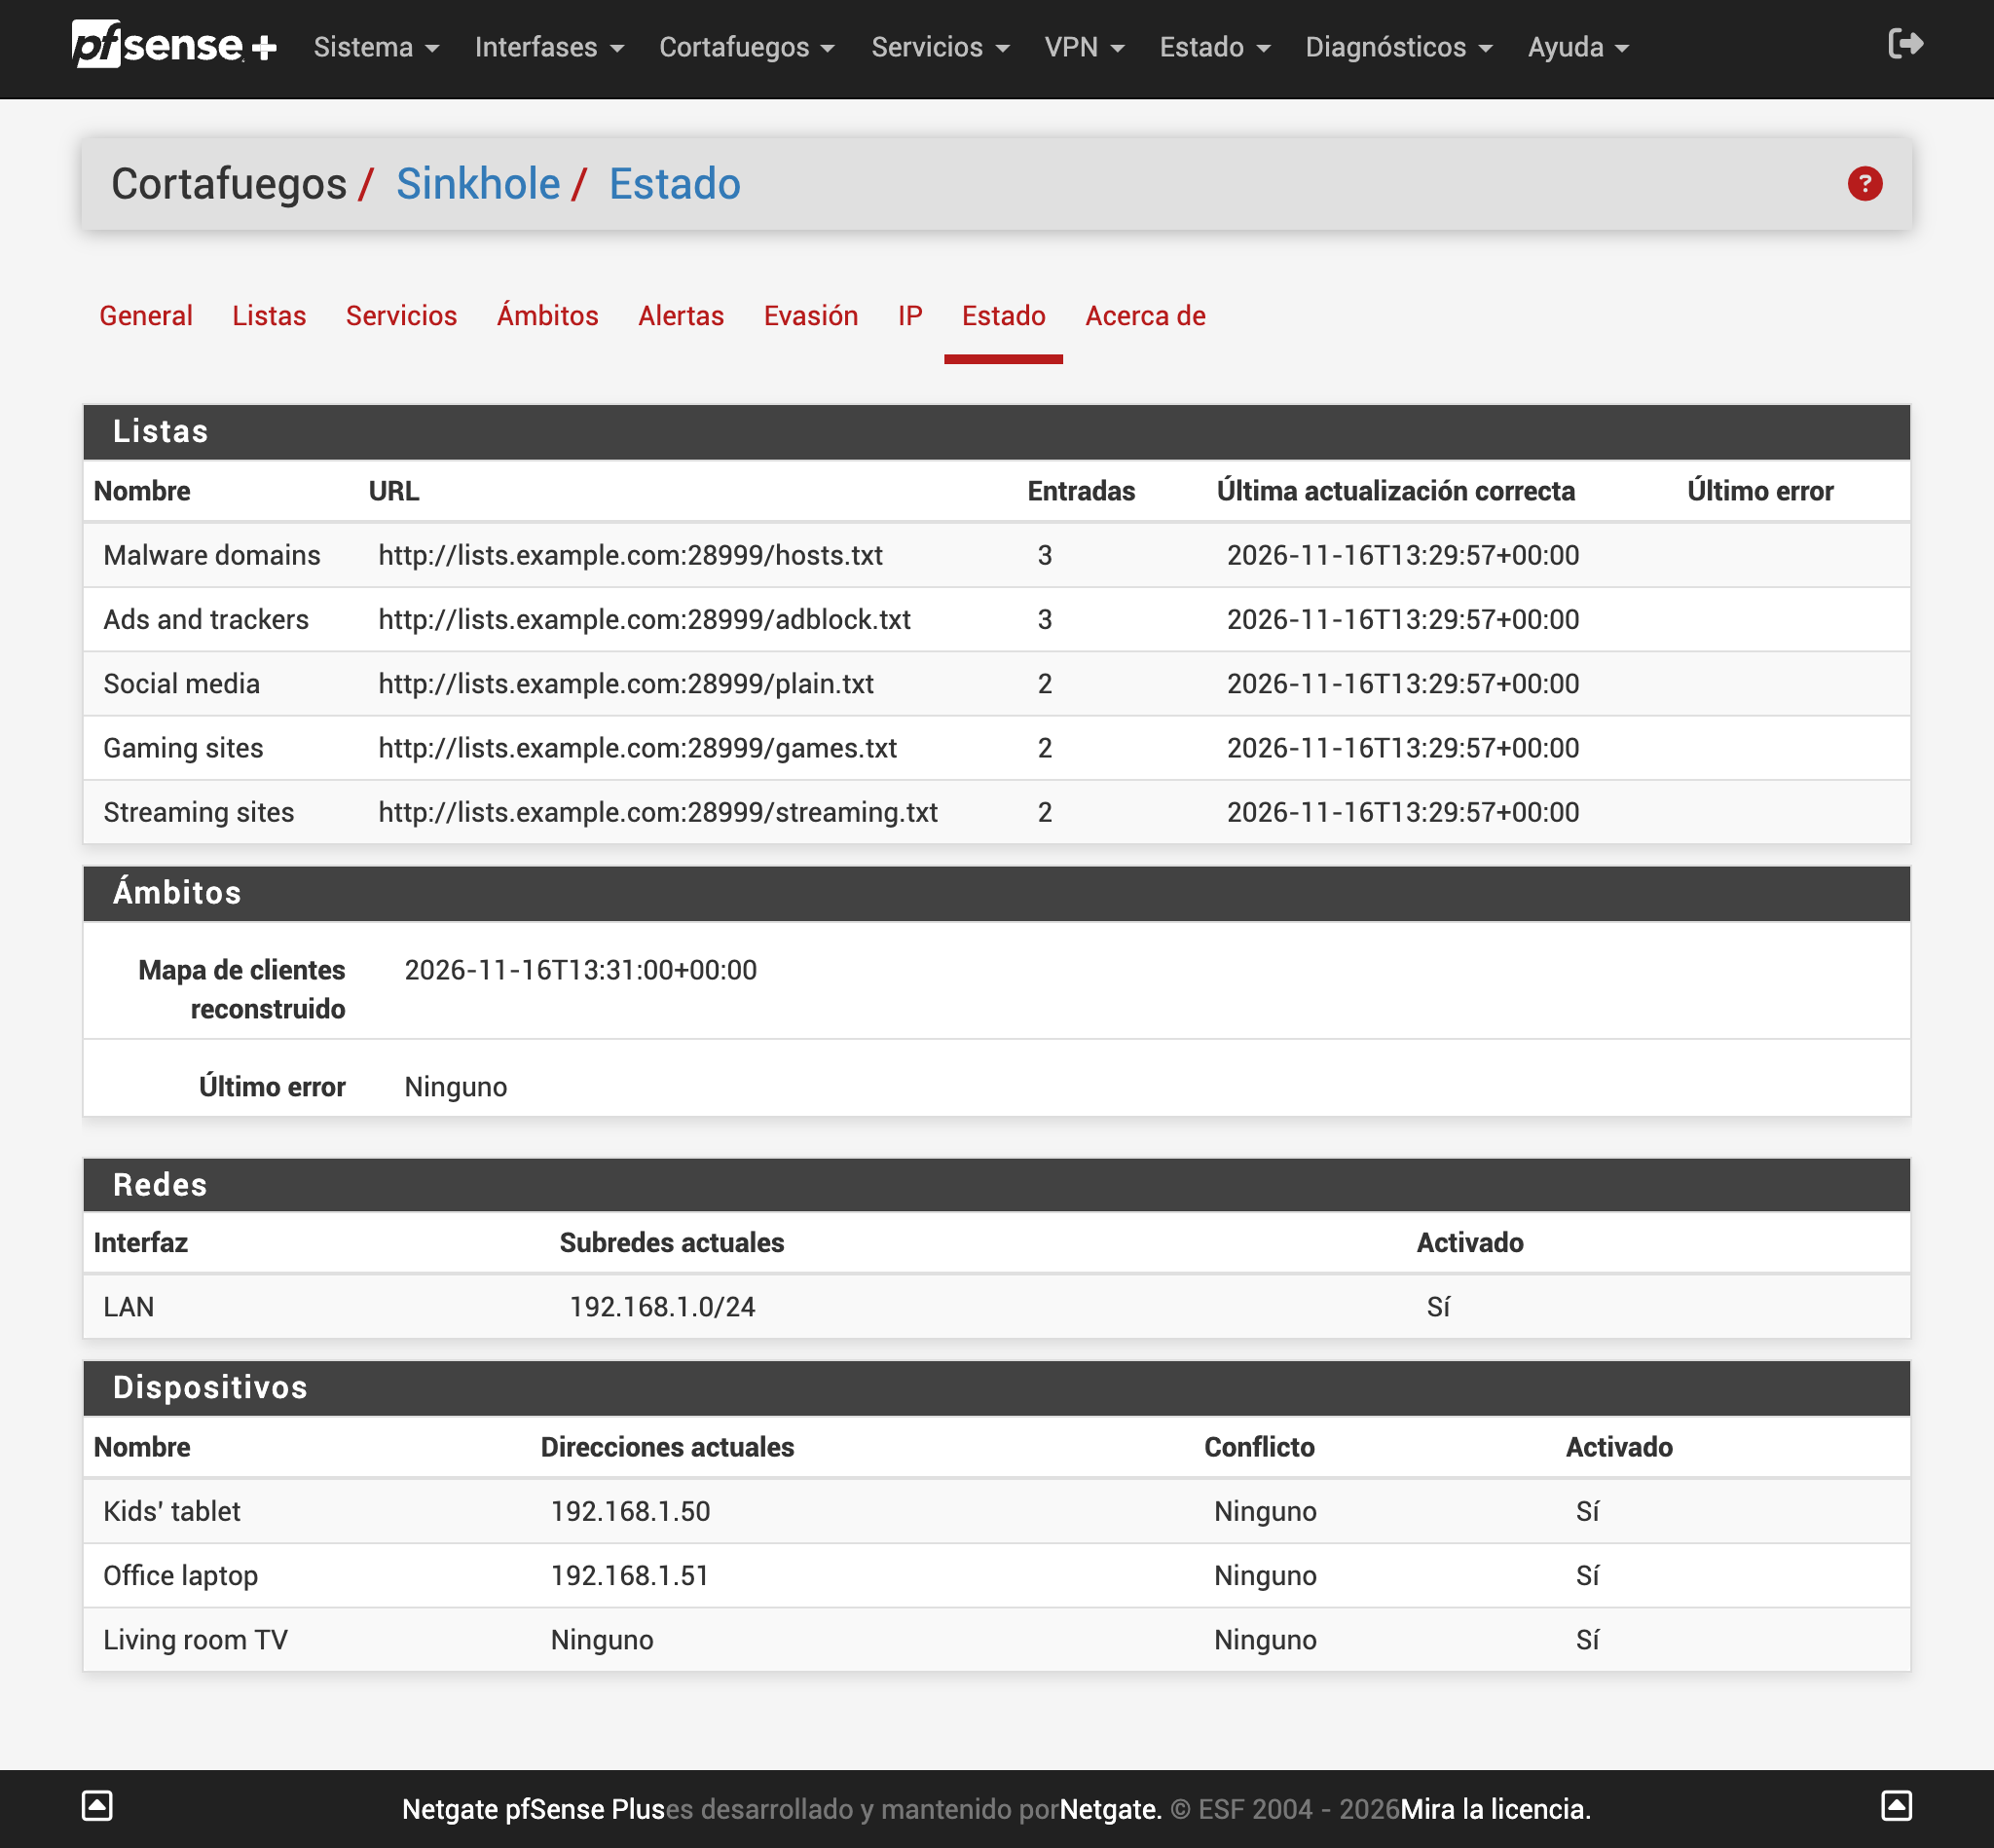 pfsense+ Sistema Interfases Cortafuegos Servicios VPN Estado Diagnósticos Ayuda
Cortafuegos / Sinkhole / Estado ?
General Listas Servicios Ámbitos Alertas Evasión IP Estado Acerca de
Listas
Nombre URL Entradas Última actualización correcta Último error
Malware domains http://lists.example.com:28999/hosts.txt 3 2026-11-16T13:29:57+00:00
Ads and trackers http://lists.example.com:28999/adblock.txt 3 2026-11-16T13:29:57+00:00
Social media http://lists.example.com:28999/plain.txt 2 2026-11-16T13:29:57+00:00
Gaming sites http://lists.example.com:28999/games.txt 2 2026-11-16T13:29:57+00:00
Streaming sites http://lists.example.com:28999/streaming.txt 2 2026-11-16T13:29:57+00:00
Ámbitos
Mapa de clientes 2026-11-16T13:31:00+00:00
reconstruido
Último error Ninguno
Redes
Interfaz Subredes actuales Activado
LAN 192.168.1.0/24 Sí
Dispositivos
Nombre Direcciones actuales Conflicto Activado
Kids' tablet 192.168.1.50 Ninguno Sí
Office laptop 192.168.1.51 Ninguno Sí
Living room TV Ninguno Ninguno Sí
Netgate pfSense Pluses desarrollado y mantenido porNetgate. © ESF 2004 - 2026Mira la licencia.